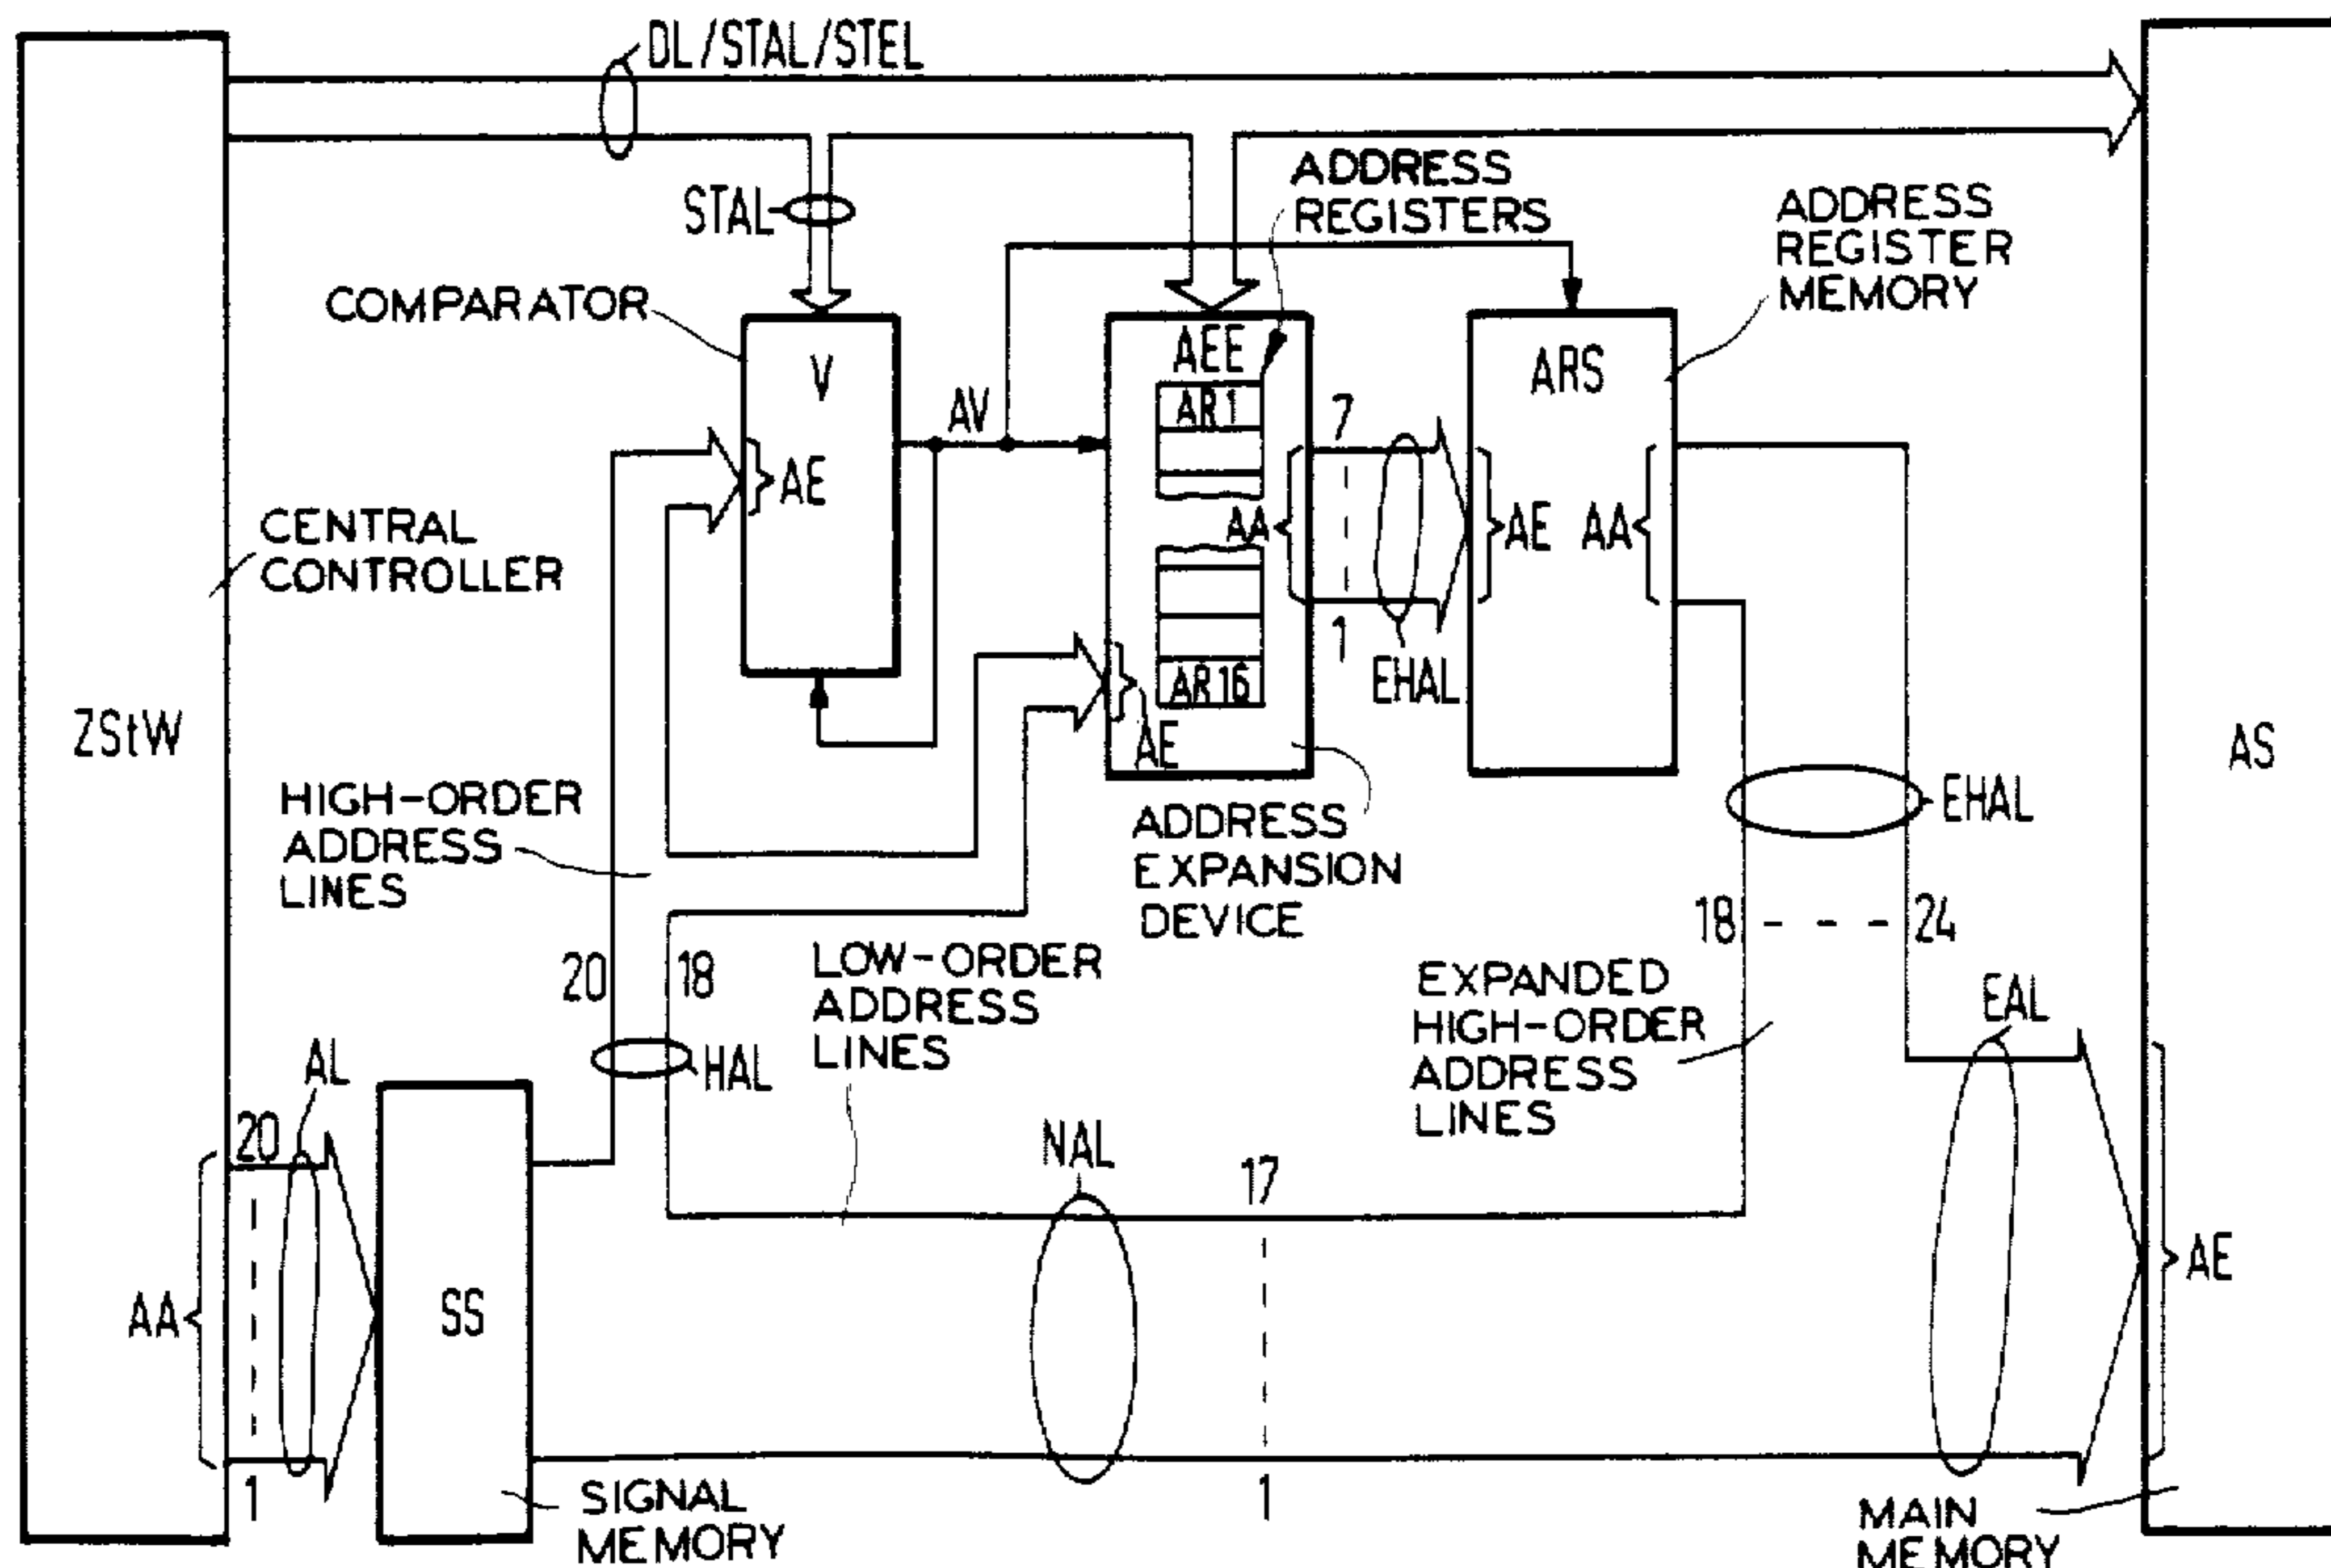 DL/STAL/STEL
STAL
ADDRESS
REGISTERS
ADDRESS
REGISTER
MEMORY
COMPARATOR
V
AEE
AR1
ARS
AV
7
AE
CENTRAL
CONTROLLER
AA
AE
AA
1
EHAL
AR16
AE
ZStW
AS
HIGH-ORDER
ADDRESS
LINES
ADDRESS
EXPANSION
DEVICE
EHAL
18
24
20
18
LOW-ORDER
ADDRESS
LINES
EXPANDED
HIGH-ORDER
ADDRESS
LINES
EAL
AL
HAL
20
NAL
17
AA
SS
AE
1
1
SIGNAL
MEMORY
MAIN
MEMORY